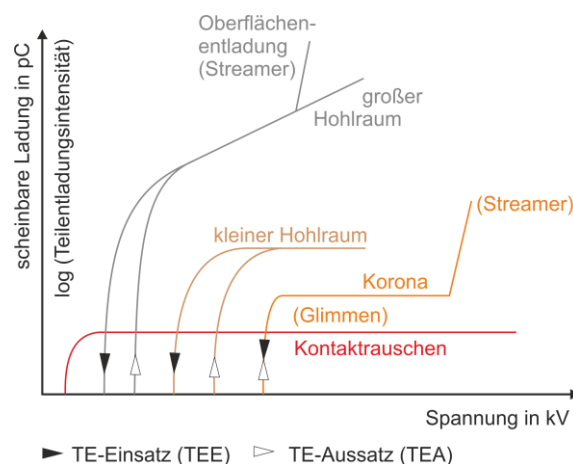 scheinbare Ladung in pC
log (Teilentladungsintensität)
Oberflächen-
entladung
(Streamer)
großer
Hohlraum
kleiner Hohlraum
(Streamer)
Korona
(Glimmen)
Kontaktrauschen
Spannung in kV
TE-Einsatz (TEE)
TE-Aussatz (TEA)